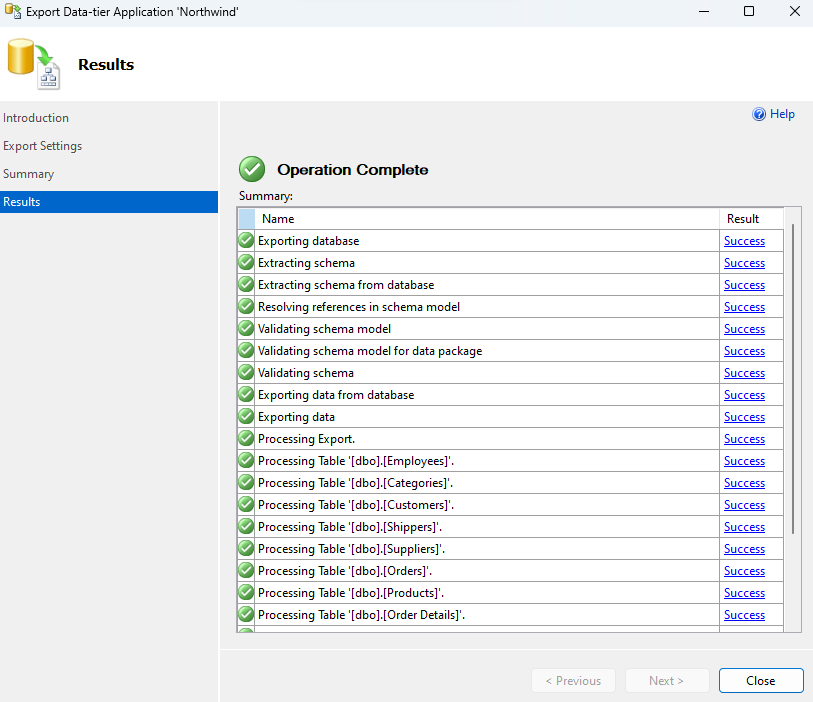 Export Data-tier Application 'Northwind'
Results
Introduction
Export Settings
Summary
Results
Help
Operation Complete
Summary:
Name Result
Exporting database Success
Extracting schema Success
Extracting schema from database Success
Resolving references in schema model Success
Validating schema model Success
Validating schema model for data package Success
Validating schema Success
Exporting data from database Success
Exporting data Success
Processing Export. Success
Processing Table '[dbo].[Employees]'. Success
Processing Table '[dbo].[Categories]'. Success
Processing Table '[dbo].[Customers]'. Success
Processing Table '[dbo].[Shippers]'. Success
Processing Table '[dbo].[Suppliers]'. Success
Processing Table '[dbo].[Orders]'. Success
Processing Table '[dbo].[Products]'. Success
Processing Table '[dbo].[Order Details]'. Success
< Previous Next > Close